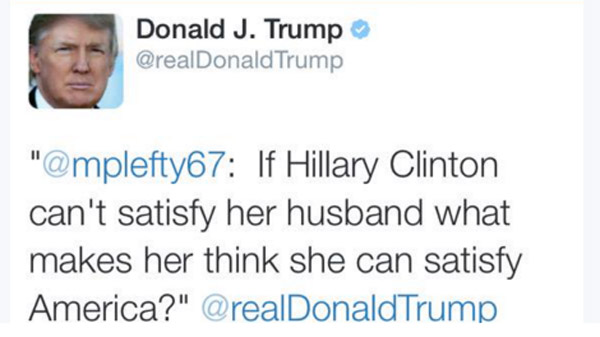 Donald J. Trump
@realDonaldTrump
"@mplefty67: If Hillary Clinton
can't satisfy her husband what
makes her think she can satisfy
America?" @realDonaldTrump